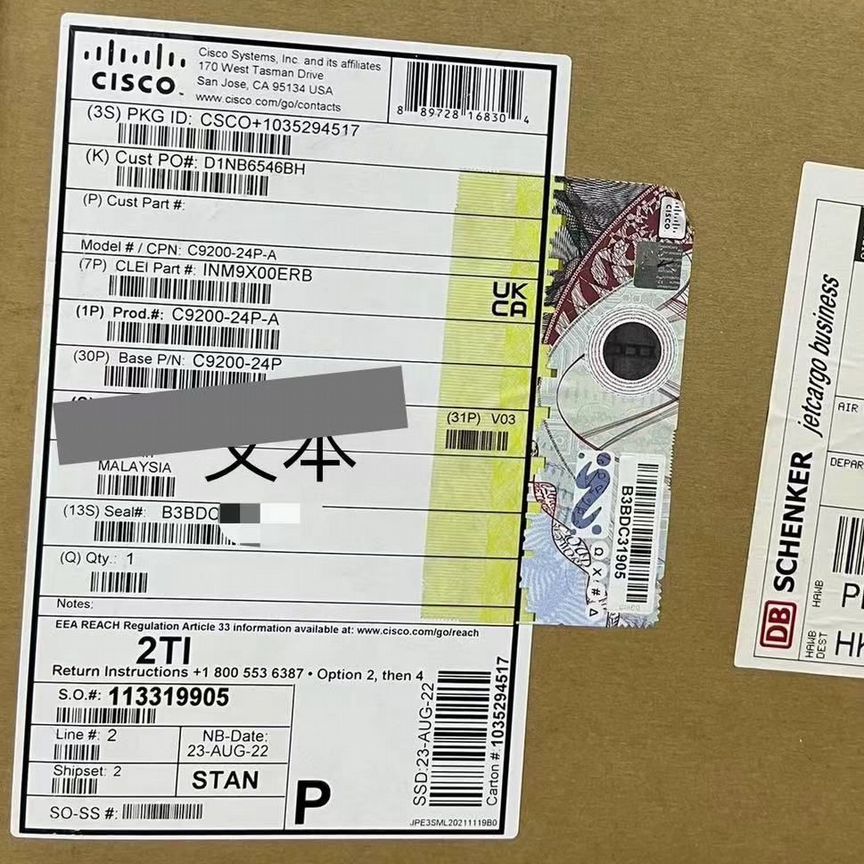 CISCO
Cisco Systems, Inc. and its affiliates
170 West Tasman Drive
San Jose, CA 95134 USA
www.cisco.com/go/contacts
8 89728 16830 4
(3S) PKG ID: CSCO+1035294517
(K) Cust PO#: D1NB6546BH
(P) Cust Part #:
Model # / CPN: C9200-24P-A
(7P) CLEI Part #: INM9X00ERB
(1P) Prod.#: C9200-24P-A
(30P) Base P/N: C9200-24P
UK
CA
(31P) V03
文本
MALAYSIA
(13S) Seal#: B3BDC
(Q) Qty.: 1
Notes:
EEA REACH Regulation Article 33 information available at: www.cisco.com/go/reach
2TI
Return Instructions +1 800 553 6387 • Option 2, then 4
S.O.#: 113319905
Line #: 2
NB-Date:
23-AUG-22
Shipset: 2
STAN
SO-SS #:
P
SSD:23-AUG-22
Carton #:1035294517
JPE3SML20211119B0
CISCO
B3BDC31905
Q X # Δ
DB SCHENKER
jetcargo business
AIR
DEPAR
HAWB
HAWB
DEST